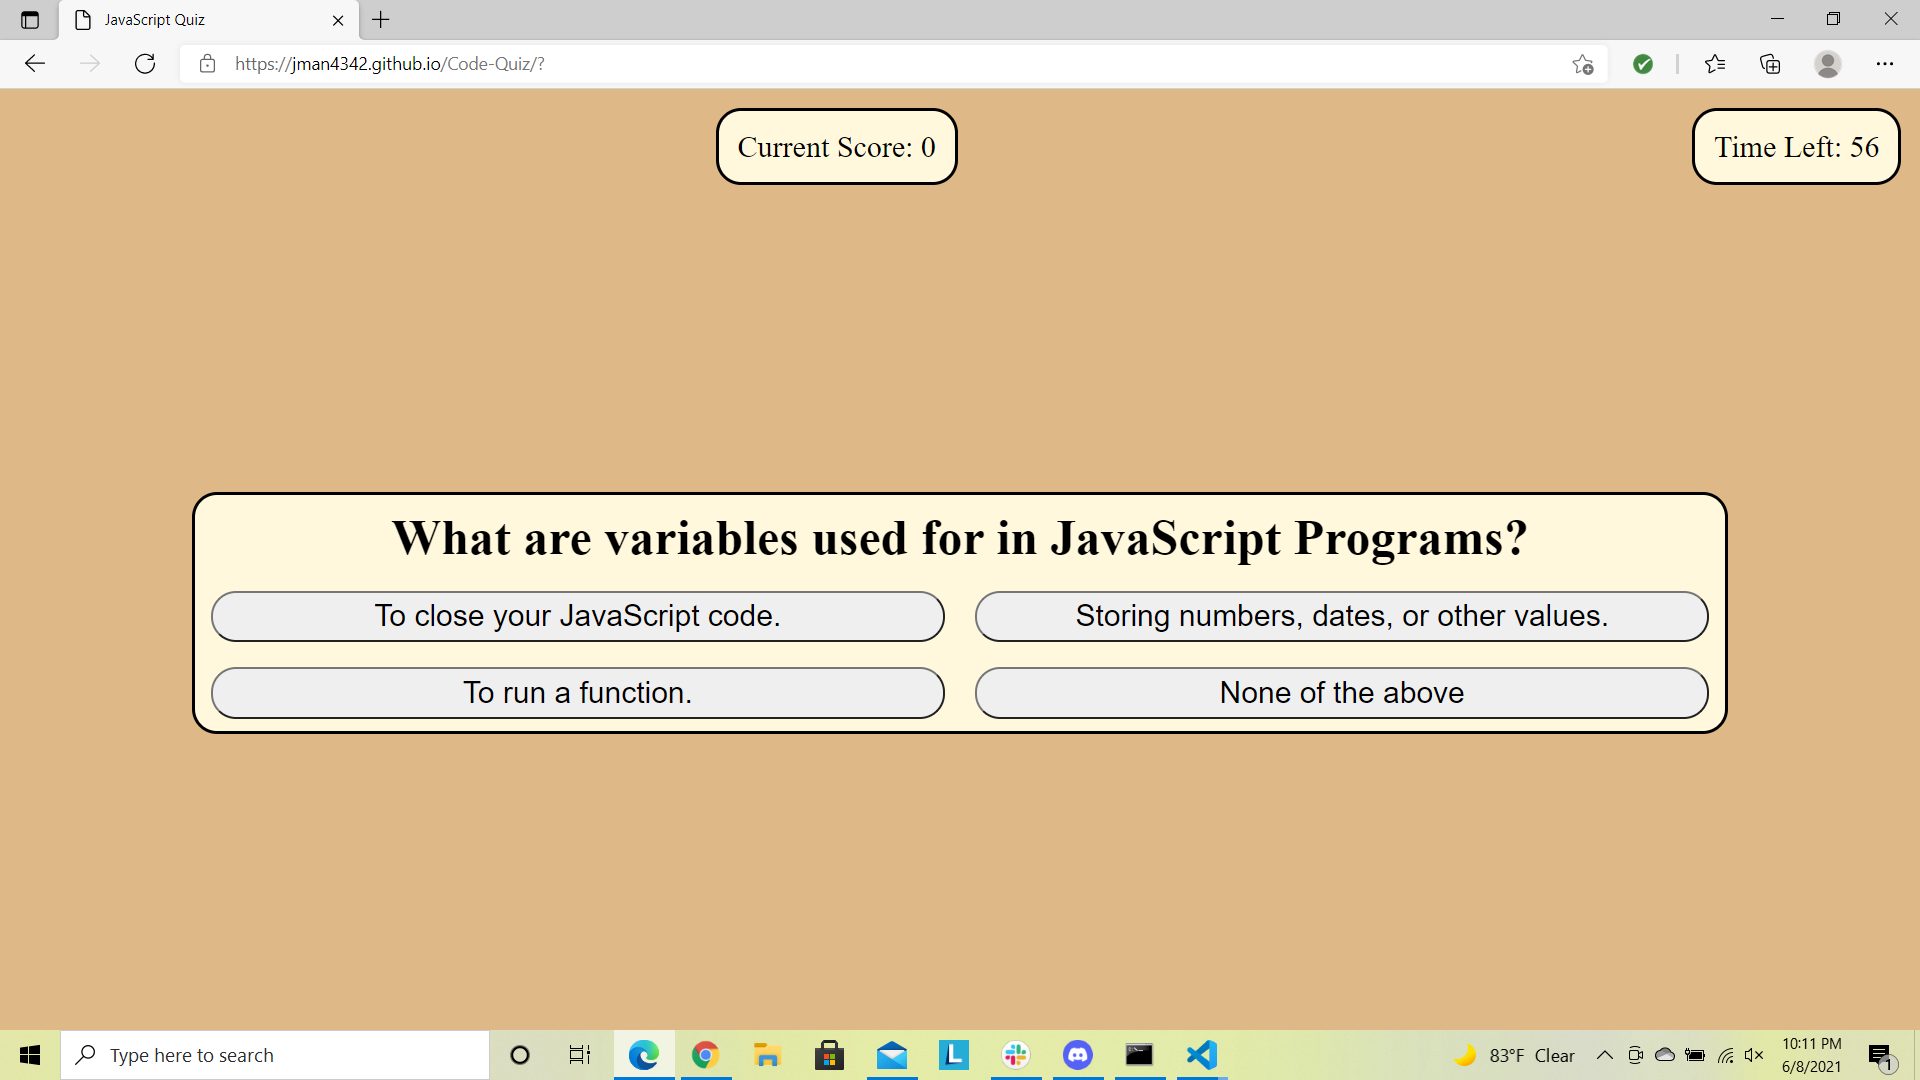 JavaScript Quiz
https://jman4342.github.io/Code-Quiz/?
Current Score: 0
Time Left: 56
What are variables used for in JavaScript Programs?
To close your JavaScript code.
Storing numbers, dates, or other values.
To run a function.
None of the above
Type here to search
L
83°F Clear
10:11 PM
6/8/2021
1